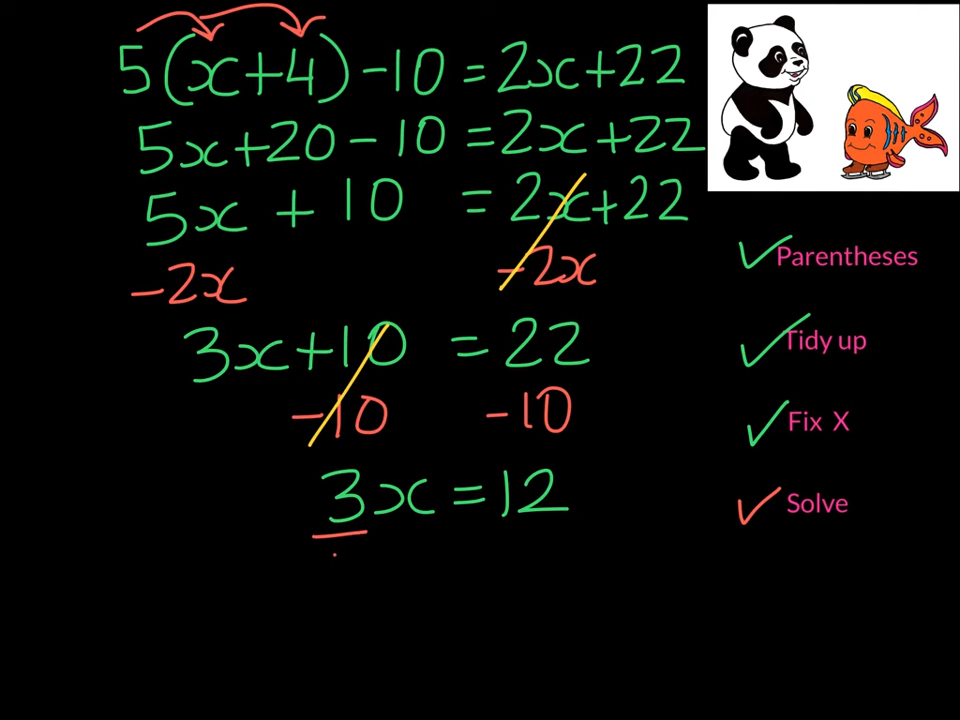 5(x+4)-10=2x+22
5x+20-10=2x+22
5x+10=2x+22
-2x -2x
3x+10=22
-10 -10
3x=12
Parentheses
Tidy up
Fix X
Solve